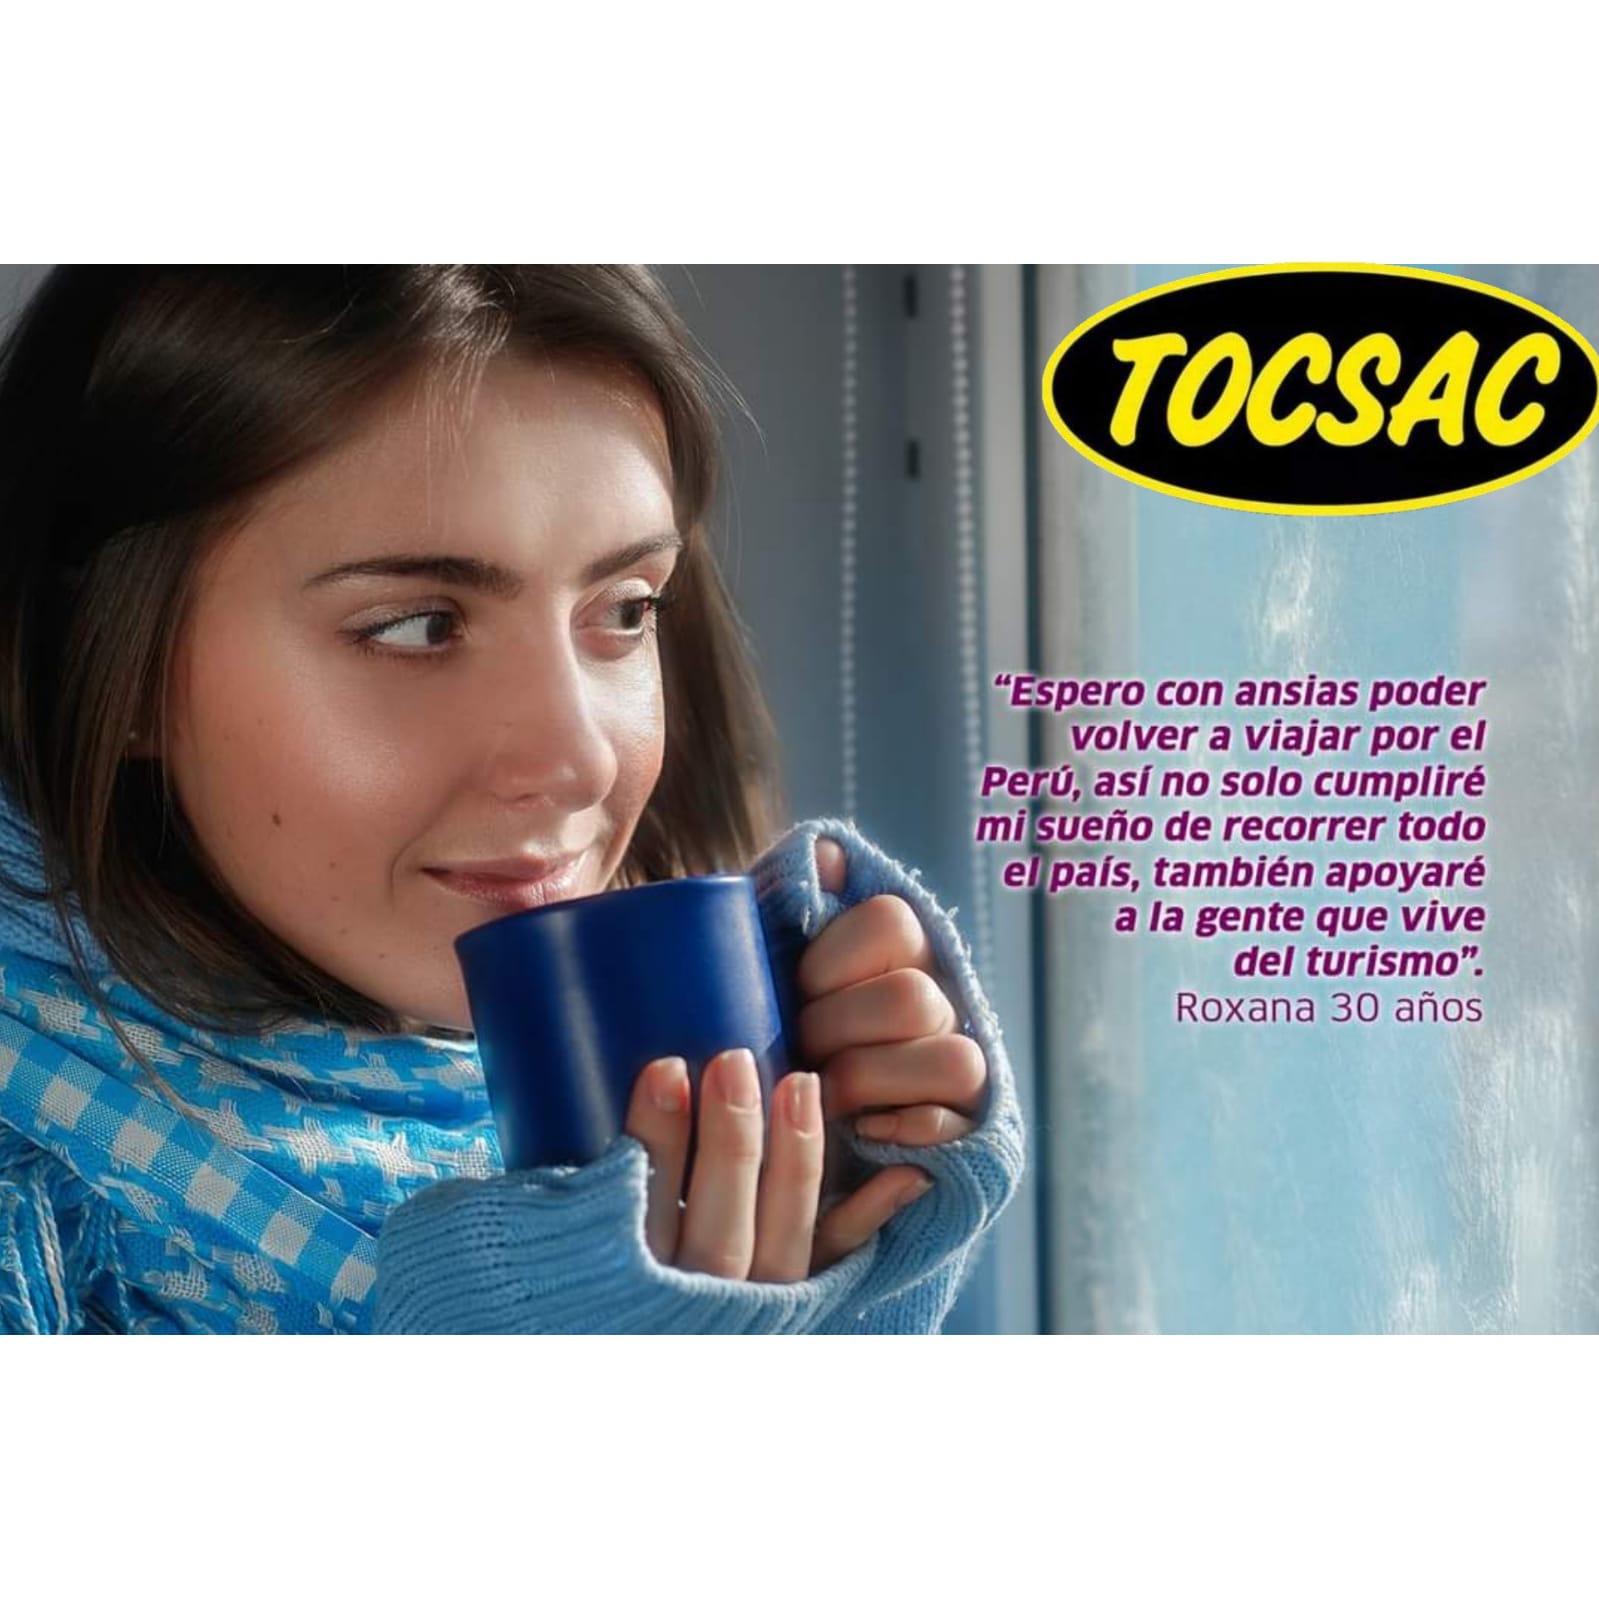 TOCSAC
“Espero con ansias poder
volver a viajar por el
Perú, así no solo cumpliré
mi sueño de recorrer todo
el país, también apoyaré
a la gente que vive
del turismo”.
Roxana 30 años